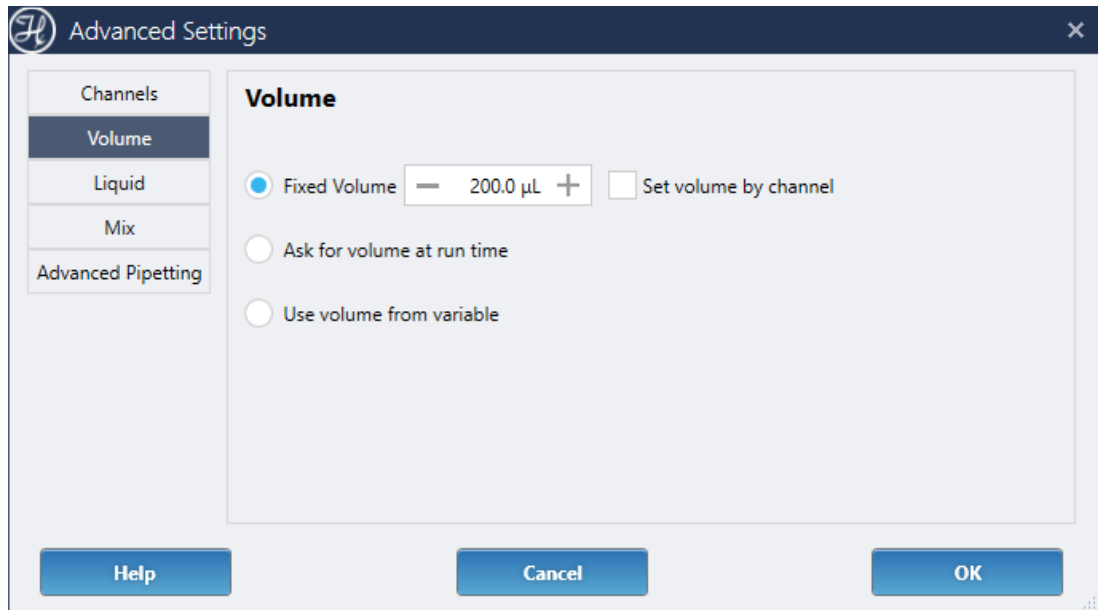 Advanced Settings
Channels
Volume
Liquid
Mix
Advanced Pipetting
Volume
Fixed Volume 200.0 µL Set volume by channel
Ask for volume at run time
Use volume from variable
Help Cancel OK